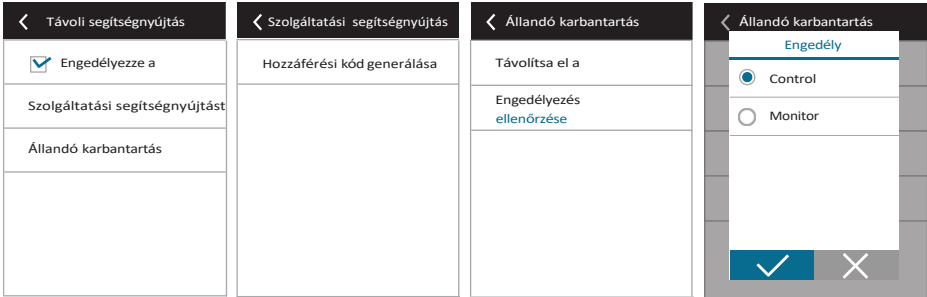 Távoli segítségnyújtás
Engedélyezze a
Szolgáltatási segítségnyújtást
Állandó karbantartás
Szolgáltatási segítségnyújtás
Hozzáférési kód generálása
Állandó karbantartás
Távolítsa el a
Engedélyezés
ellenőrzése
Állandó karbantartás
Engedély
Control
Monitor